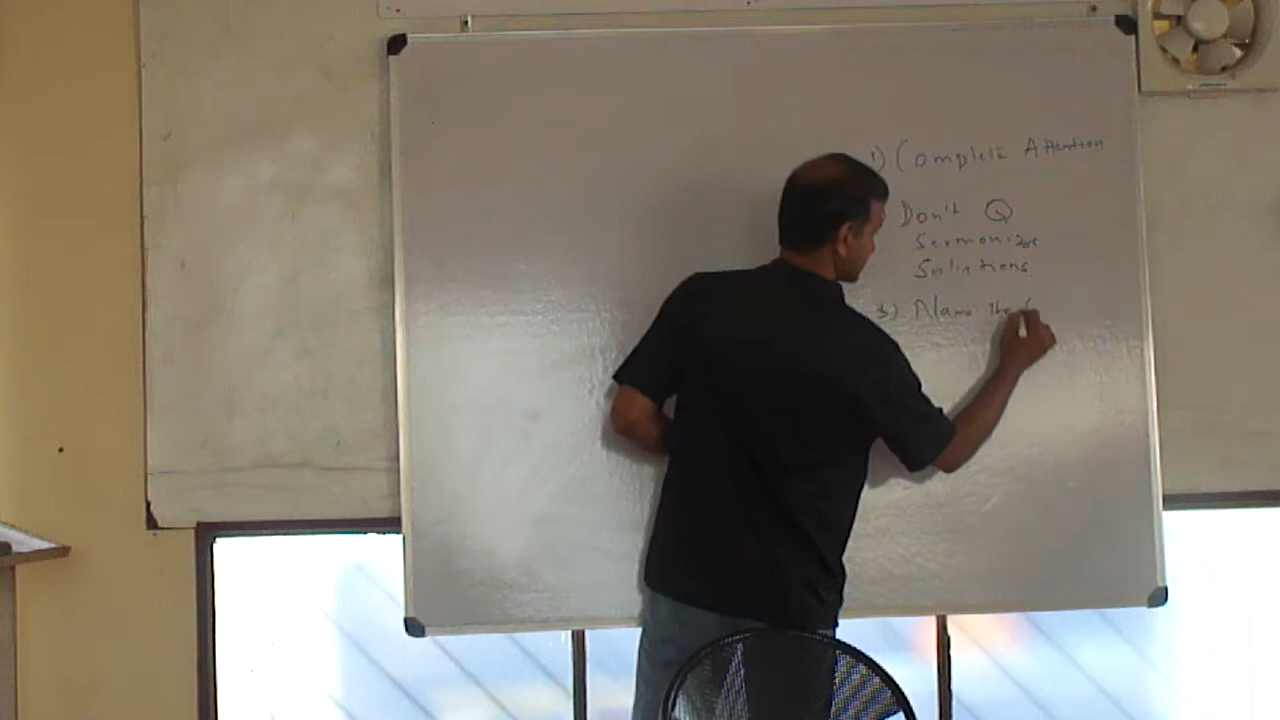 1) Complete Attention
Don't Q
Sermonize
Solutions
3) Name the